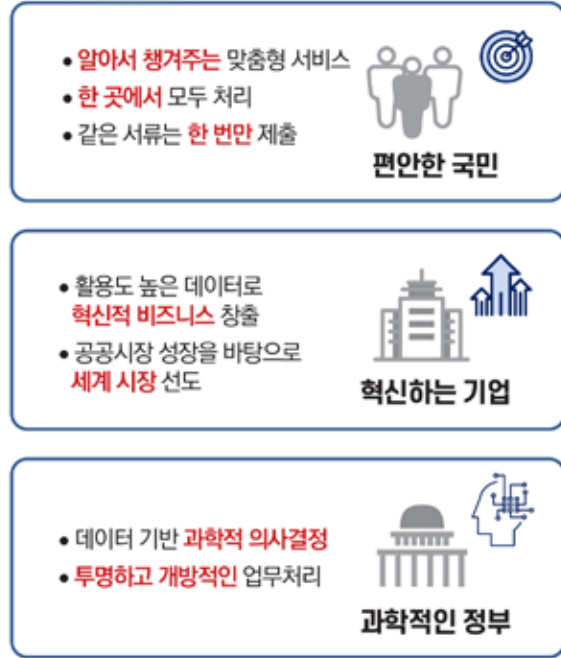 • 알아서 챙겨주는 맞춤형 서비스
• 한 곳에서 모두 처리
• 같은 서류는 한 번만 제출
편안한 국민
• 활용도 높은 데이터로
혁신적 비즈니스 창출
• 공공시장 성장을 바탕으로
세계 시장 선도
혁신하는 기업
• 데이터 기반 과학적 의사결정
• 투명하고 개방적인 업무처리
과학적인 정부